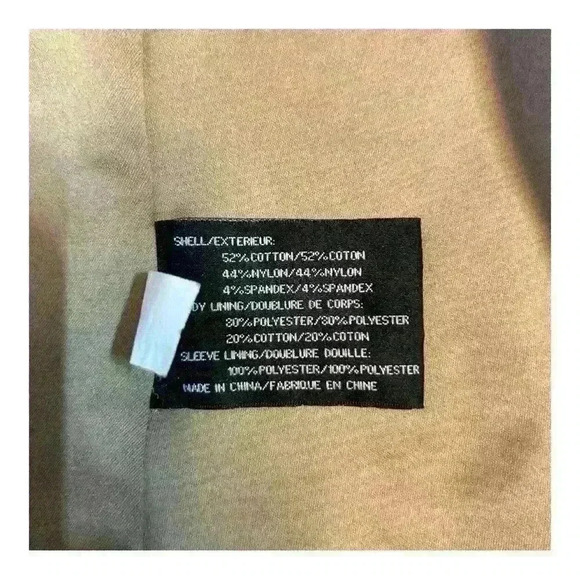 SHELL/EXTERIEUR:
52%COTTON/52%COTON
44%NYLON/44%NYLON
4%SPANDEX/4%SPANDEX
DY LINING/DOUBLURE DE CORPS:
80%POLYESTER/80%POLYESTER
20%COTTON/20%COTON
SLEEVE LINING/DOUBLURE DOUILLE:
100%POLYESTER/100%POLYESTER
MADE IN CHINA/FABRIQUE EN CHINE